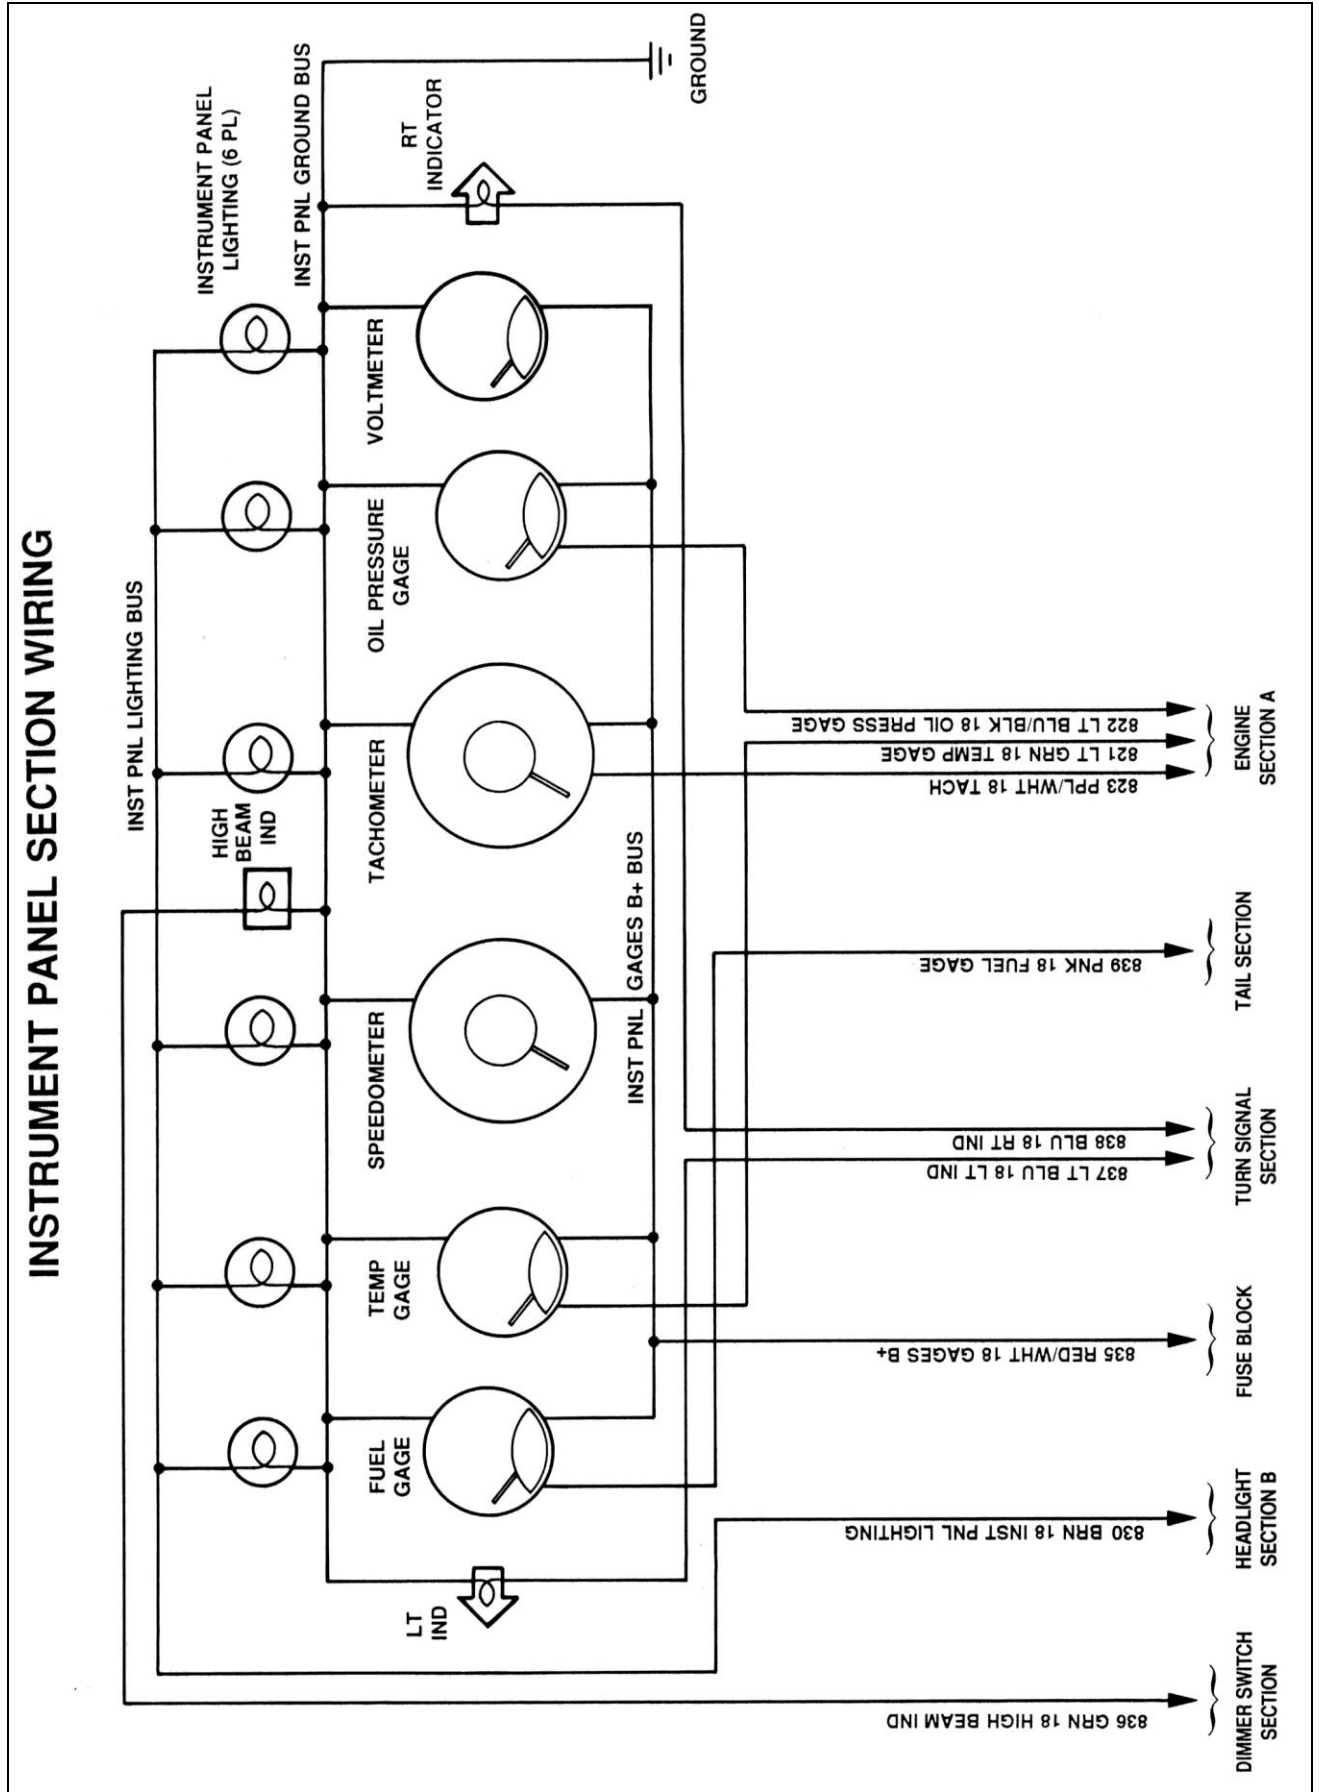 INSTRUMENT PANEL SECTION WIRING
INST PNL LIGHTING BUS
INSTRUMENT PANEL
LIGHTING (6 PL)
HIGH
BEAM
IND
INST PNL GROUND BUS
LT
IND
FUEL
GAGE
TEMP
GAGE
SPEEDOMETER
TACHOMETER
OIL PRESSURE
GAGE
VOLTMETER
RT
INDICATOR
INST PNL GAGES B+ BUS
GROUND
836 GRN 18 HIGH BEAM IND
830 BRN 18 INST PNL LIGHTING
835 RED/WHT 18 GAGES B+
837 LT BLU 18 LT IND
838 BLU 18 RT IND
839 PNK 18 FUEL GAGE
823 PPL/WHT 18 TACH
821 LT GRN 18 TEMP GAGE
822 LT BLU/BLK 18 OIL PRESS GAGE
DIMMER SWITCH
SECTION
HEADLIGHT
SECTION B
FUSE BLOCK
TURN SIGNAL
SECTION
TAIL SECTION
ENGINE
SECTION A